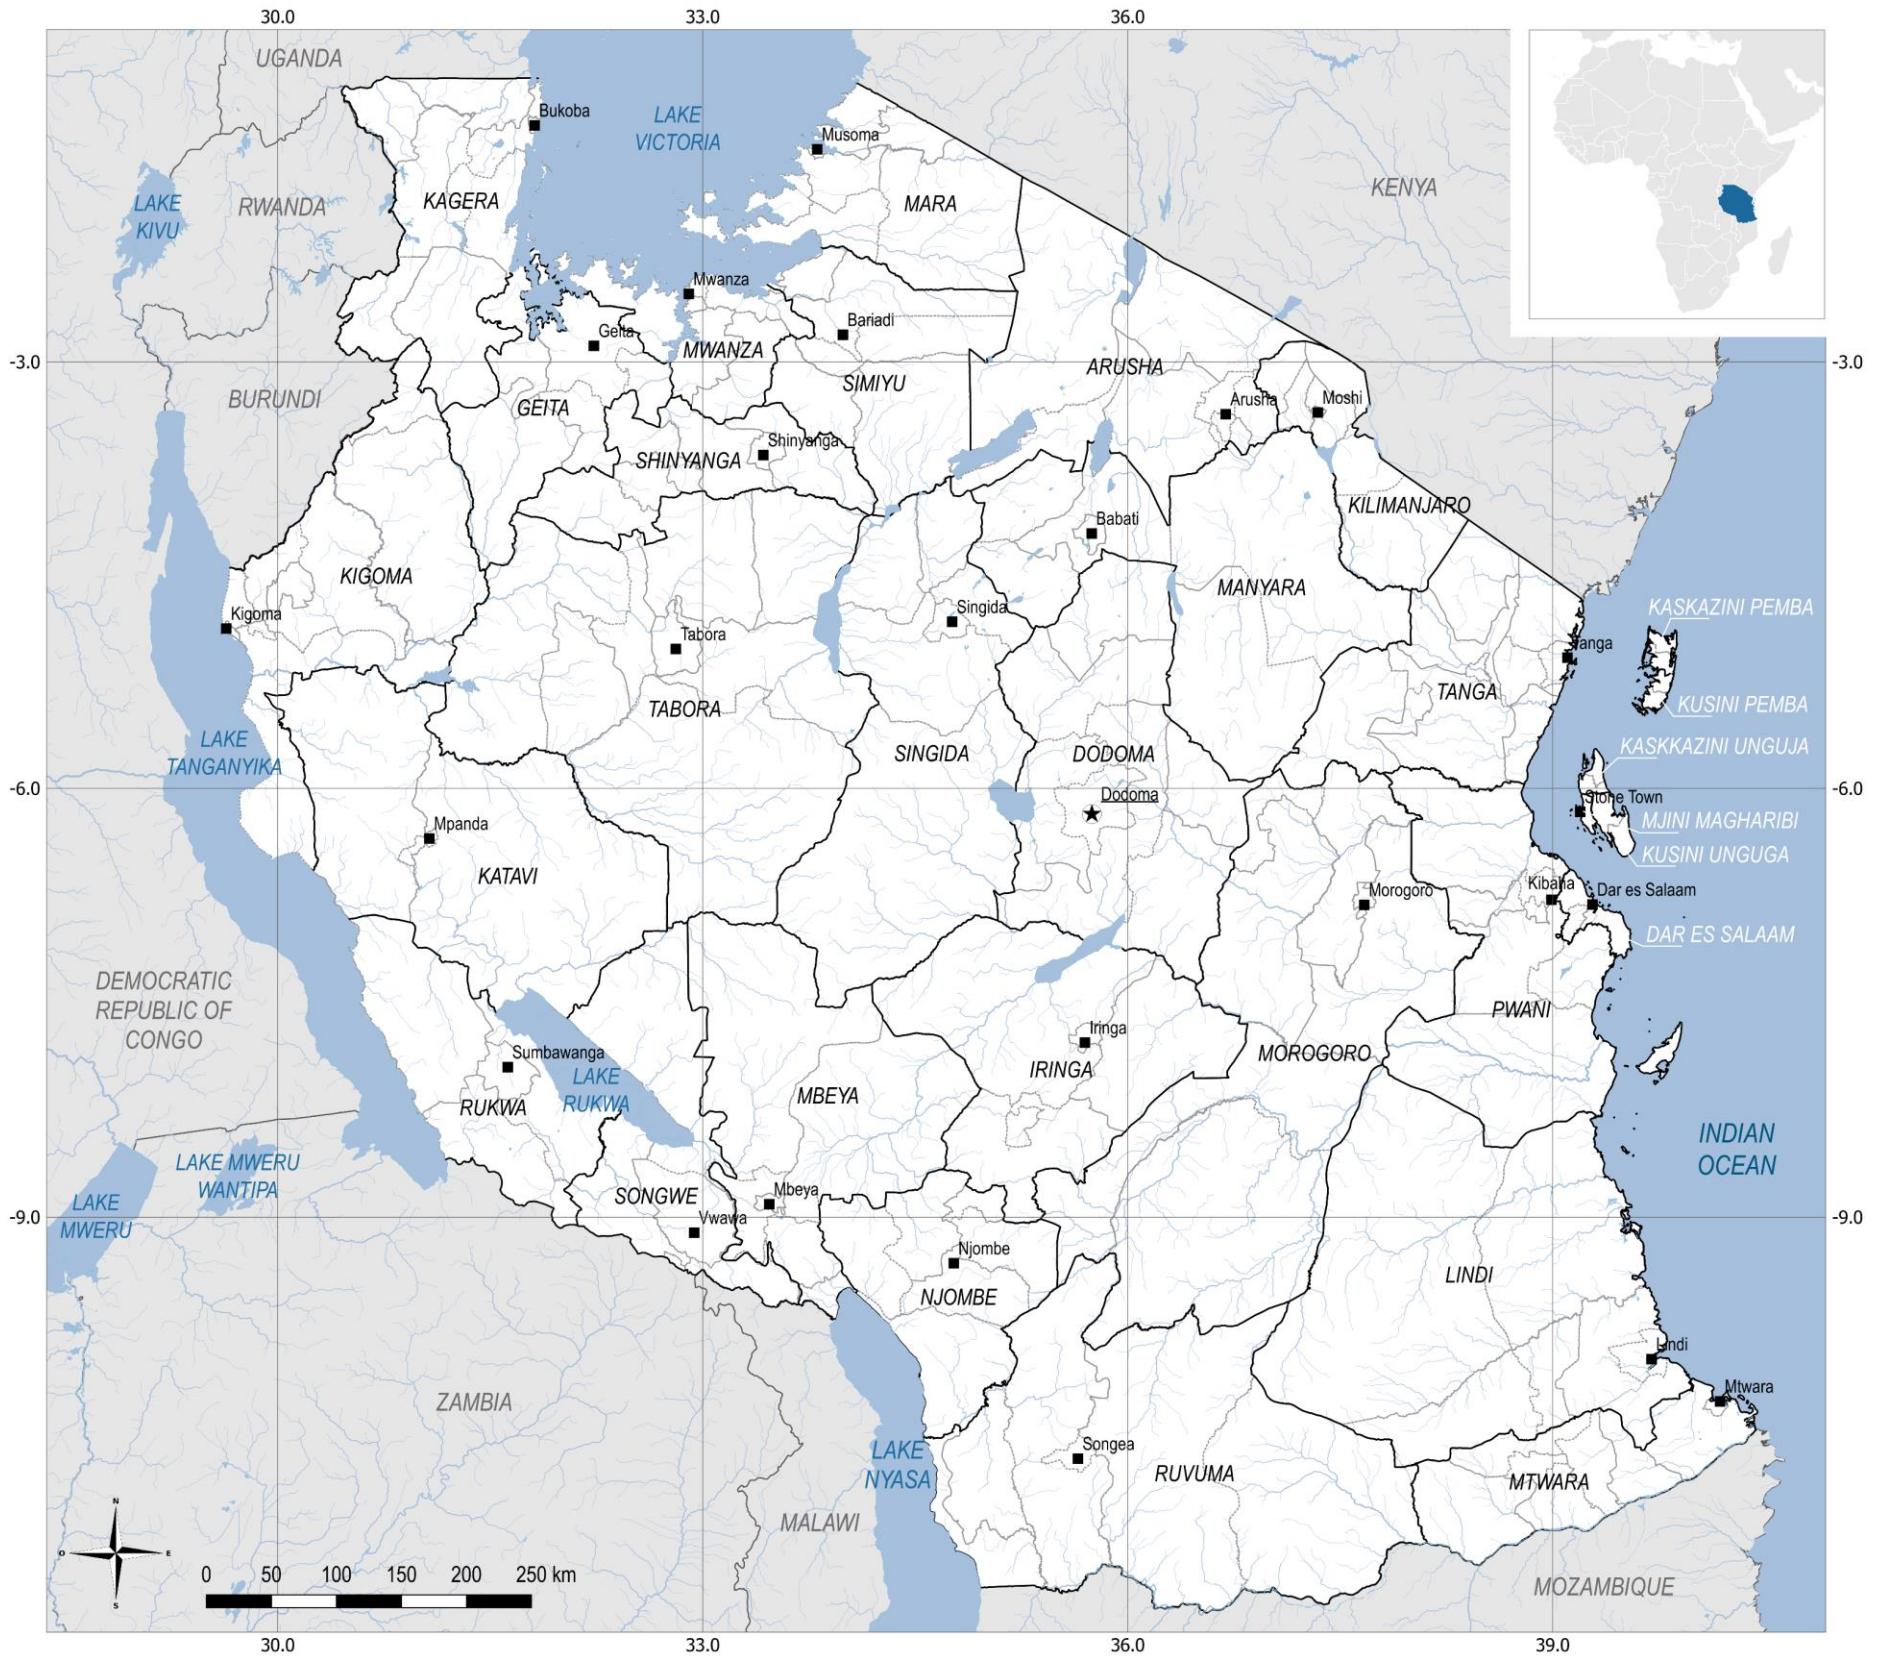 30.0
33.0
36.0
UGANDA
Bukoba
LAKE
VICTORIA
Musoma
KENYA
LAKE
KIVU
RWANDA
KAGERA
MARA
Mwanza
Geita
Bariadi
MWANZA
-3.0
-3.0
ARUSHA
SIMIYU
BURUNDI
GEITA
Arusha
Moshi
Shinyanga
SHINYANGA
KILIMANJARO
Babati
KIGOMA
MANYARA
Kigoma
Singida
KASKAZINI PEMBA
Tabora
Tanga
TANGA
TABORA
KUSINI PEMBA
LAKE
TANGANYIKA
SINGIDA
DODOMA
KASKKAZINI UNGUJA
-6.0
-6.0
Dodoma
Stone Town
Mpanda
MJINI MAGHARIBI
KUSINI UNGUGA
KATAVI
Morogoro
Kibaha
Dar es Salaam
DAR ES SALAAM
DEMOCRATIC
REPUBLIC OF
CONGO
PWANI
Iringa
Sumbawanga
MOROGORO
IRINGA
LAKE
RUKWA
RUKWA
MBEYA
INDIAN
OCEAN
LAKE MWERU
WANTIPA
LAKE
MWERU
SONGWE
Mbeya
-9.0
-9.0
Vwawa
Njombe
NJOMBE
LINDI
Lindi
Mtwara
ZAMBIA
Songea
LAKE
NYASA
RUVUMA
MTWARA
MALAWI
N
O
E
S
0
50
100
150
200
250 km
MOZAMBIQUE
30.0
33.0
36.0
39.0